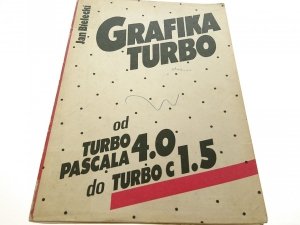 Jan Bielecki
GRAFIKA
TURBO
od
TURBO 4.0
PASCALA
do TURBO C 1.5